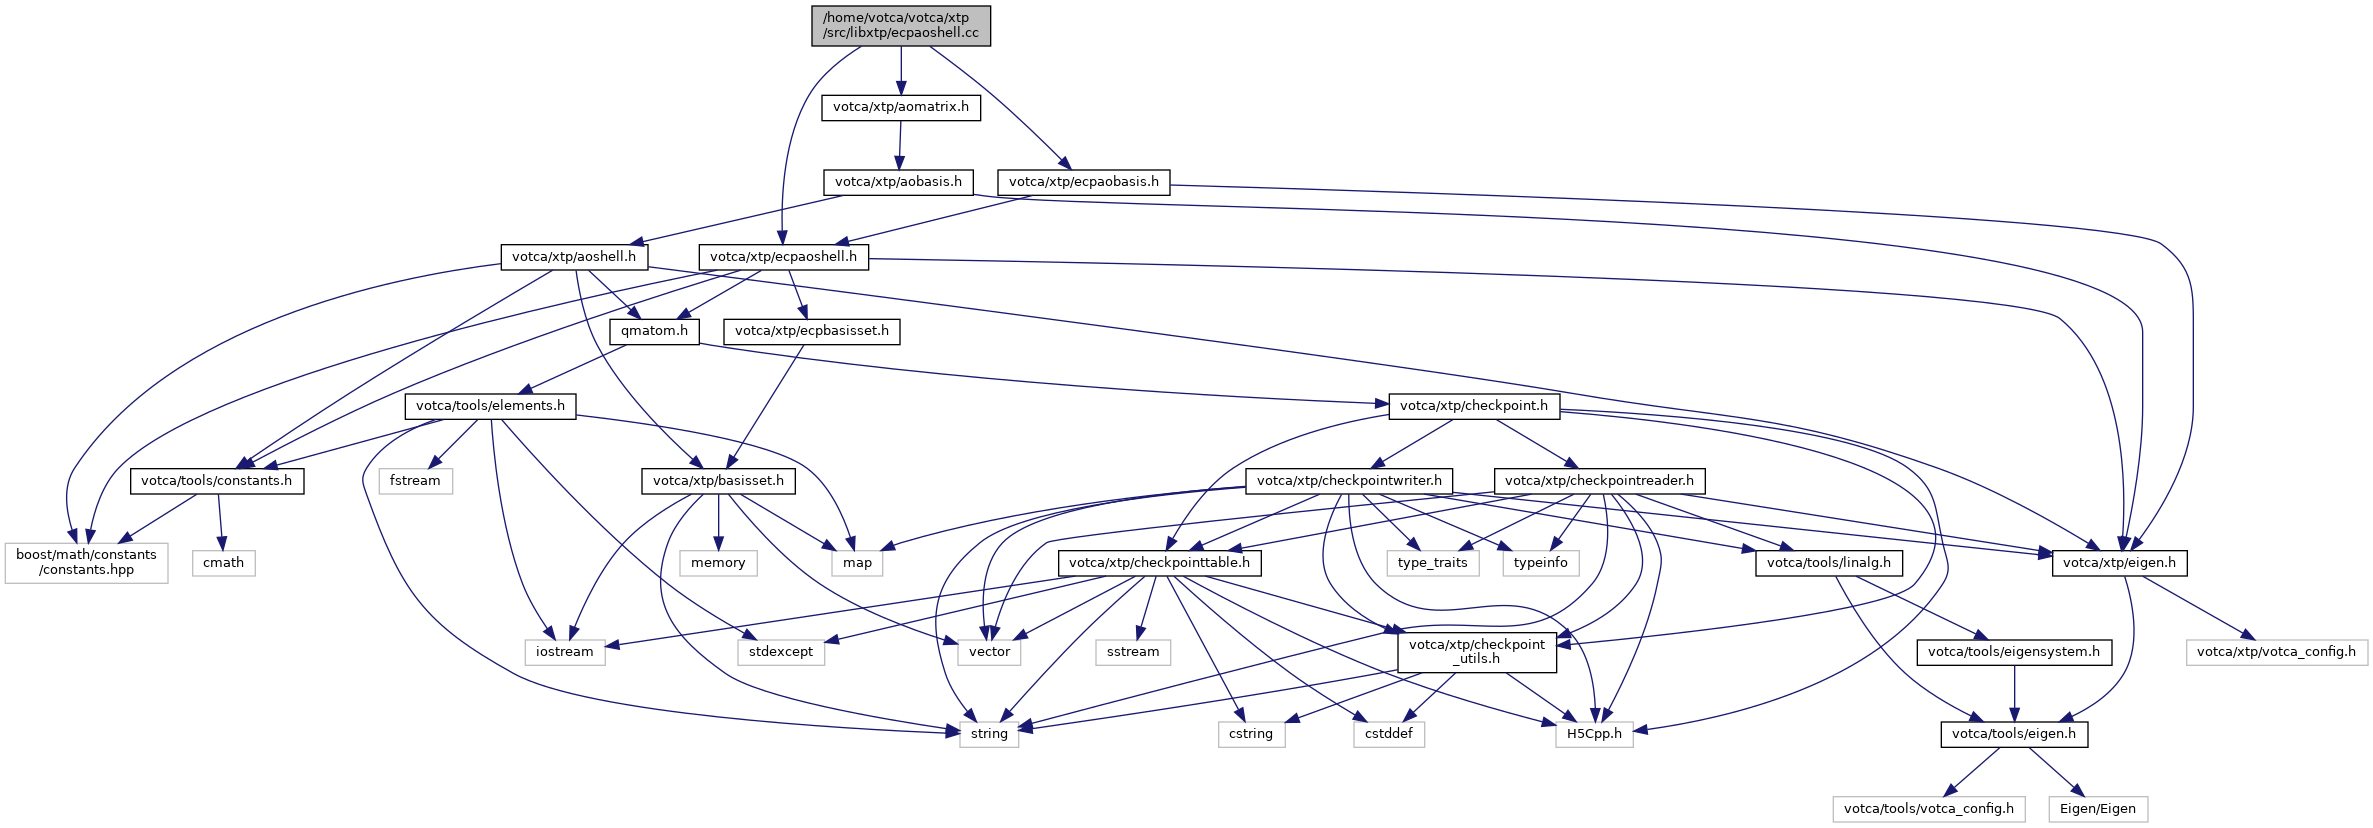 /home/votca/votca/xtp
/src/libxtp/ecpaoshell.cc
votca/xtp/aomatrix.h
votca/xtp/aobasis.h
votca/xtp/ecpaobasis.h
votca/xtp/aoshell.h
votca/xtp/ecpaoshell.h
qmatom.h
votca/xtp/ecpbasisset.h
votca/tools/elements.h
votca/xtp/checkpoint.h
votca/tools/constants.h
fstream
votca/xtp/basisset.h
votca/xtp/checkpointwriter.h
votca/xtp/checkpointreader.h
boost/math/constants
/constants.hpp
cmath
memory
map
votca/xtp/checkpointtable.h
type_traits
typeinfo
votca/tools/linalg.h
votca/xtp/eigen.h
iostream
stdexcept
vector
sstream
votca/xtp/checkpoint
_utils.h
votca/tools/eigensystem.h
votca/xtp/votca_config.h
string
cstring
cstddef
H5Cpp.h
votca/tools/eigen.h
votca/tools/votca_config.h
Eigen/Eigen